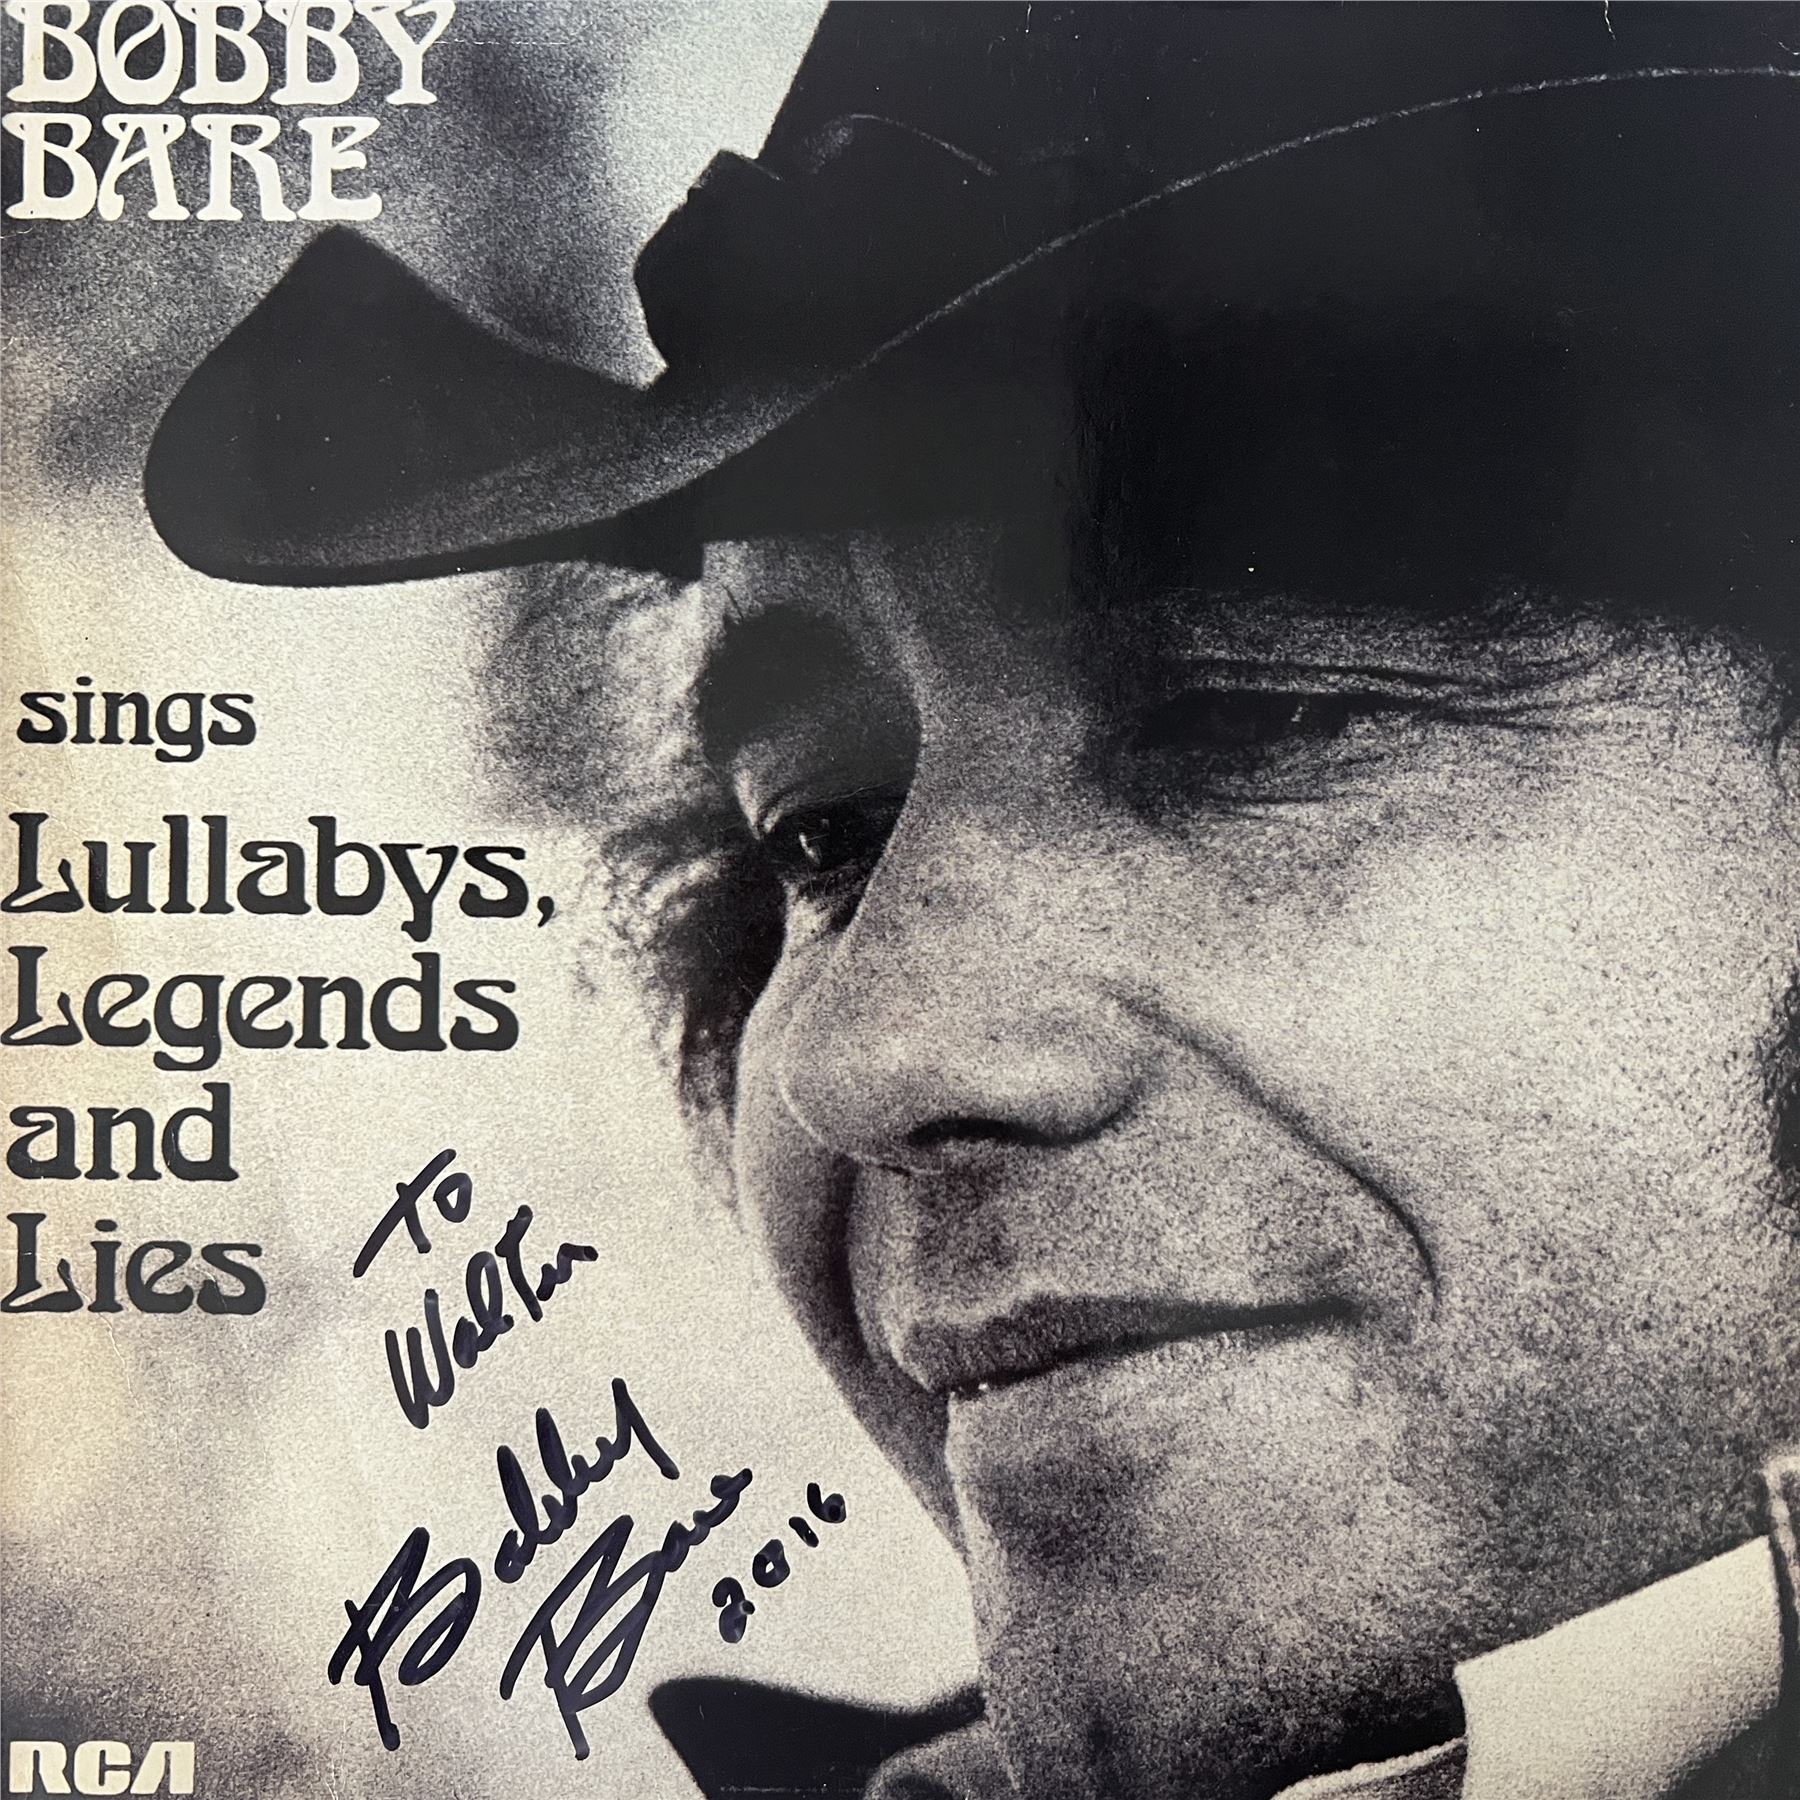 BOBBY
BARE
sings
Lullabys,
Legends
and
Lies
To
Walter
Bobby
Bare
2016
RCA